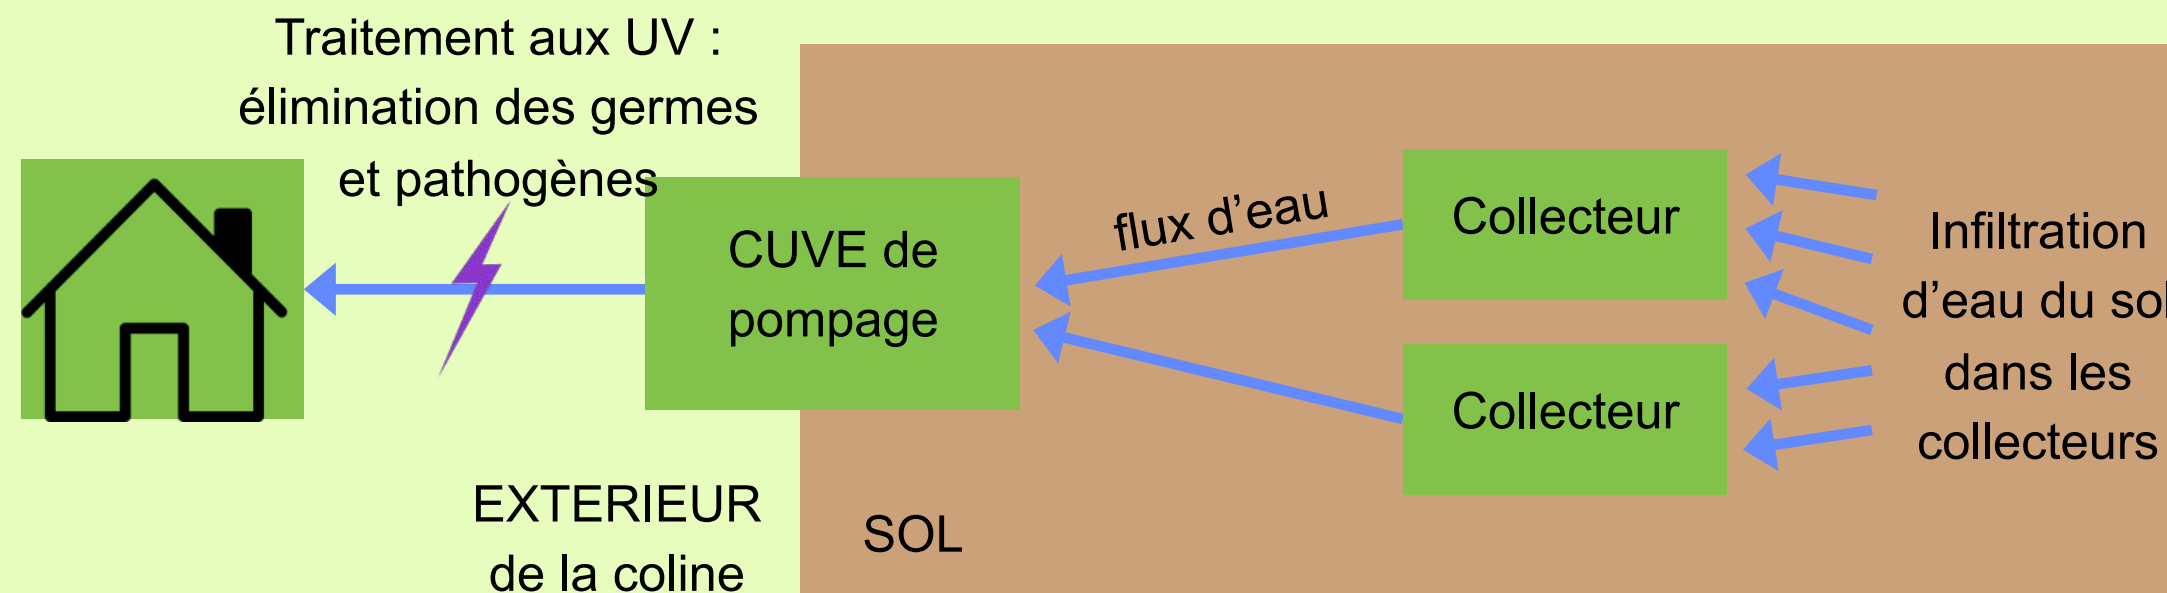 Traitement aux UV :
élimination des germes
et pathogènes
CUVE de
pompage
flux d’eau
Collecteur
Collecteur
Infiltration
d’eau du sol
dans les
collecteurs
EXTERIEUR
de la coline
SOL